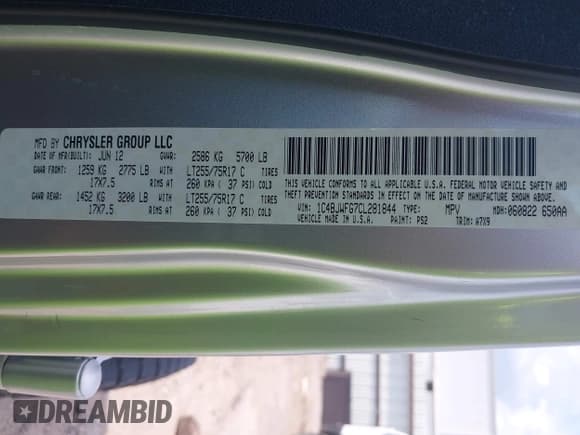 MFD BY CHRYSLER GROUP LLC
DATE OF MFR(BUILT): JUN 12 GVWR: 2586 KG 5700 LB
GAWR FRONT: 1259 KG 2775 LB WITH LT255/75R17 C TIRES
17X7.5 RIMS AT 260 KPA ( 37 PSI) COLD
GAWR REAR: 1452 KG 3200 LB WITH LT255/75R17 C TIRES
17X7.5 RIMS AT 260 KPA ( 37 PSI) COLD
THIS VEHICLE CONFORMS TO ALL APPLICABLE U.S.A. FEDERAL MOTOR VEHICLE SAFETY AND
THEFT PREVENTION STANDARDS IN EFFECT ON THE DATE OF MANUFACTURE SHOWN ABOVE.
VIN: 1C4BJWFG7CL281844 TYPE: MPV MDH: 060822 650AA
VEHICLE MADE IN U.S.A. PAINT: PS2 TRIM: A7X9
DREAMBID